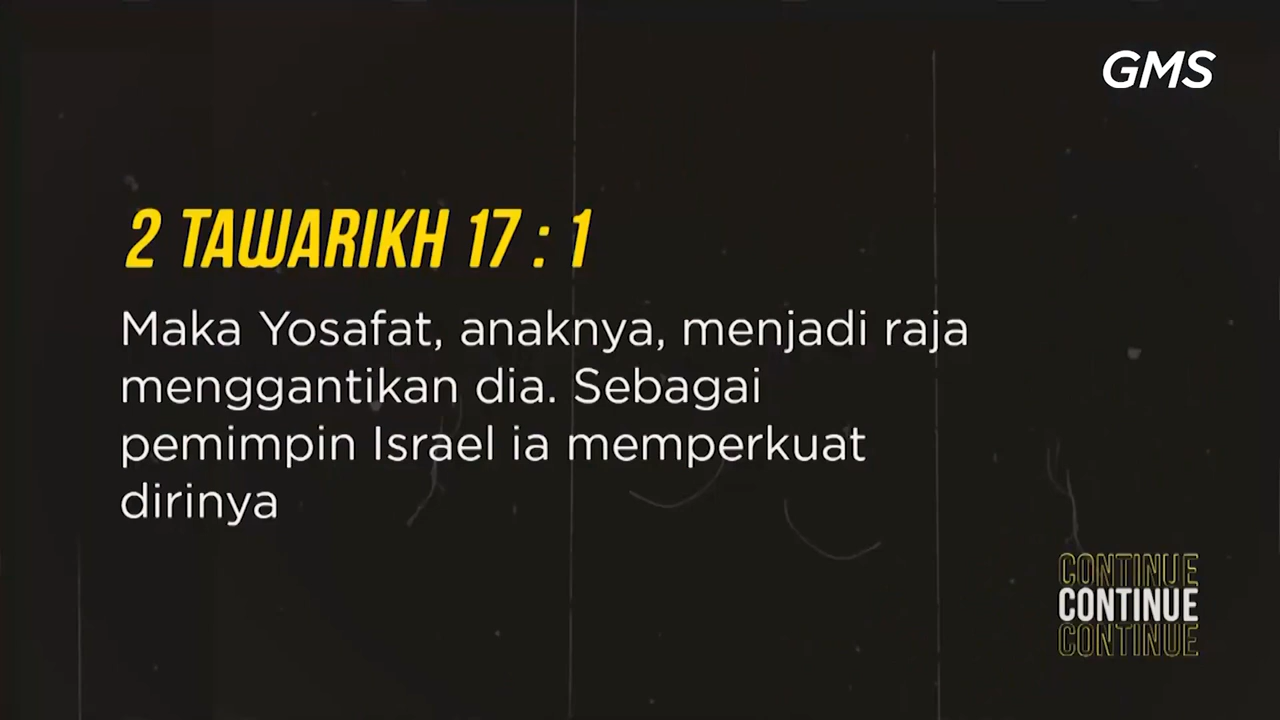 GMS
2 TAWARIKH 17 : 1
Maka Yosafat, anaknya, menjadi raja
menggantikan dia. Sebagai
pemimpin Israel ia memperkuat
dirinya
CONTINUE
CONTINUE
CONTINUE